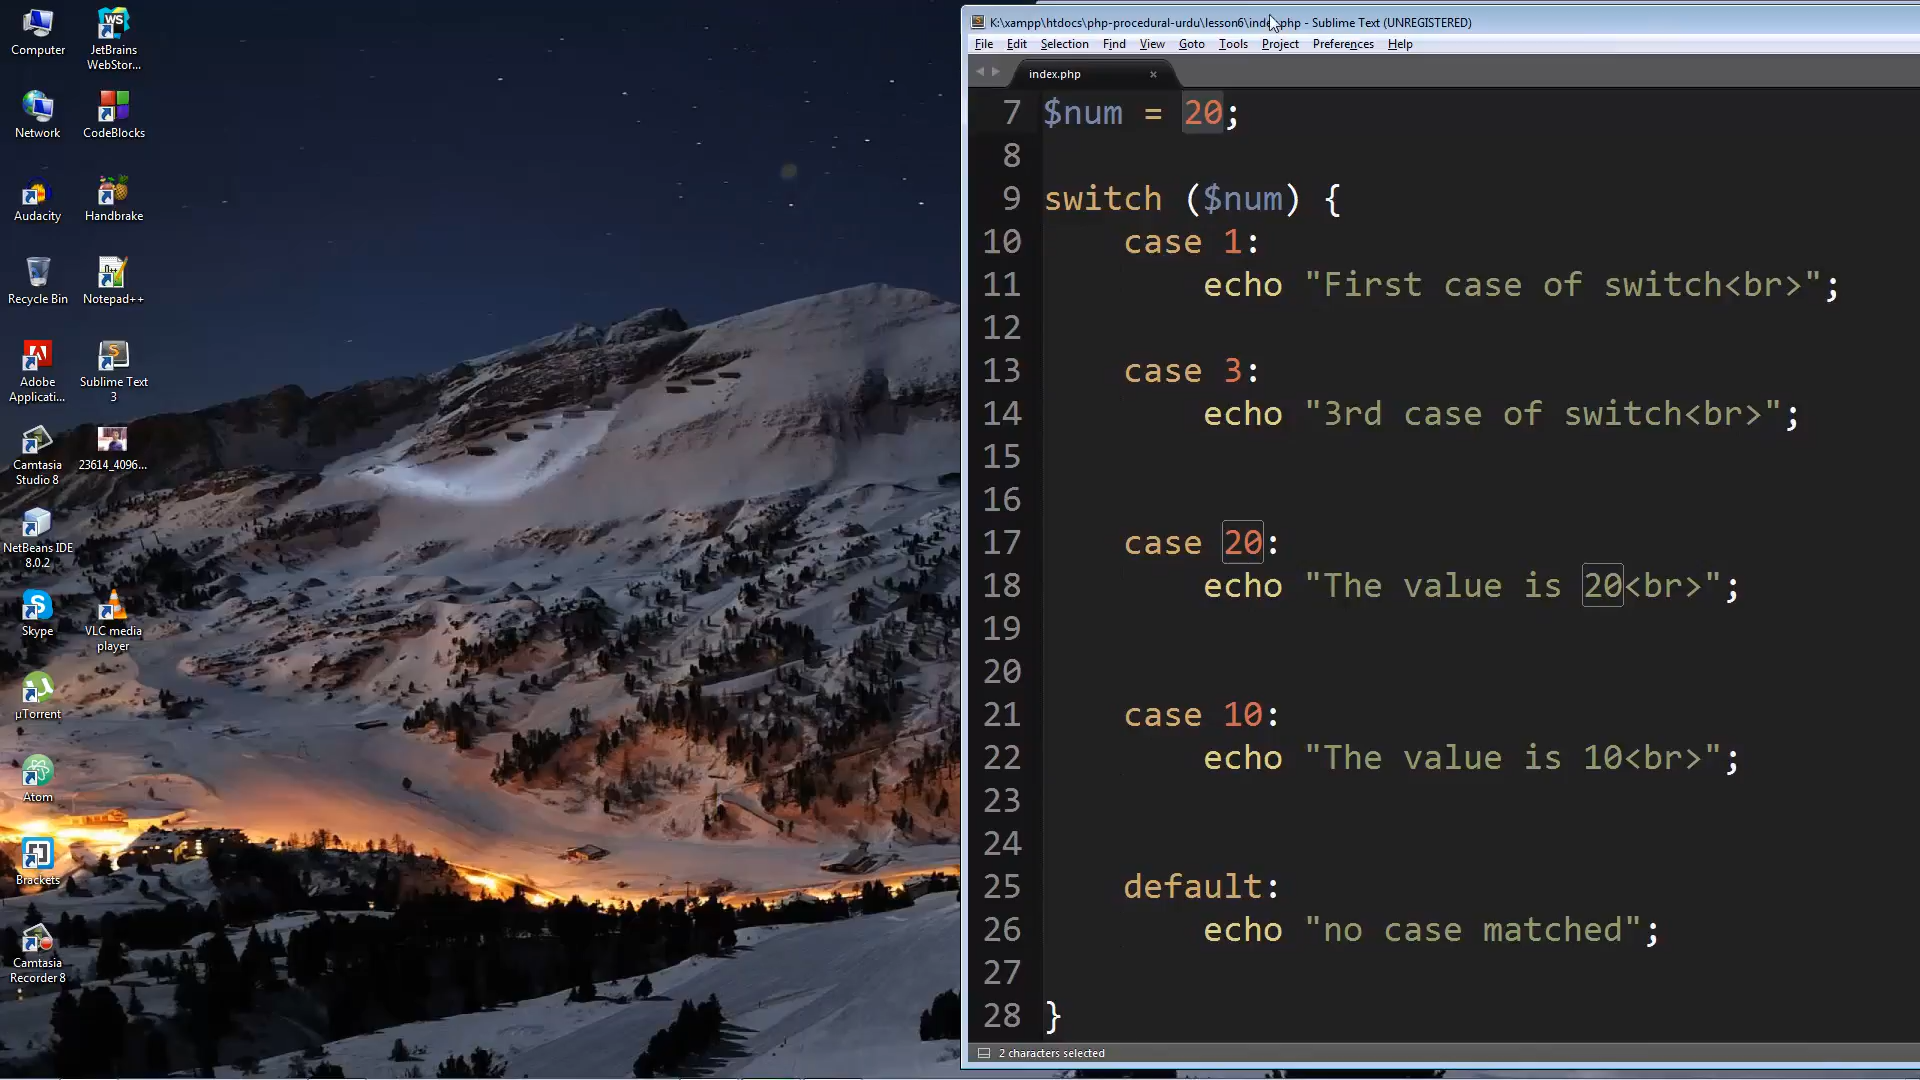 Computer
JetBrains
WebStor...
Network
CodeBlocks
Audacity
Handbrake
Recycle Bin
Notepad++
Adobe
Applicati...
Sublime Text
3
Camtasia
Studio 8
23614_4096...
NetBeans IDE
8.0.2
Skype
VLC media
player
µTorrent
Atom
Brackets
Camtasia
Recorder 8
K:\xampp\htdocs\php-procedural-urdu\lesson6\index.php - Sublime Text (UNREGISTERED)
File Edit Selection Find View Goto Tools Project Preferences Help
index.php ×
7 $num = 20;
8
9 switch ($num) {
10 case 1:
11 echo "First case of switch<br>";
12
13 case 3:
14 echo "3rd case of switch<br>";
15
16
17 case 20:
18 echo "The value is 20<br>";
19
20
21 case 10:
22 echo "The value is 10<br>";
23
24
25 default:
26 echo "no case matched";
27
28 }
2 characters selected